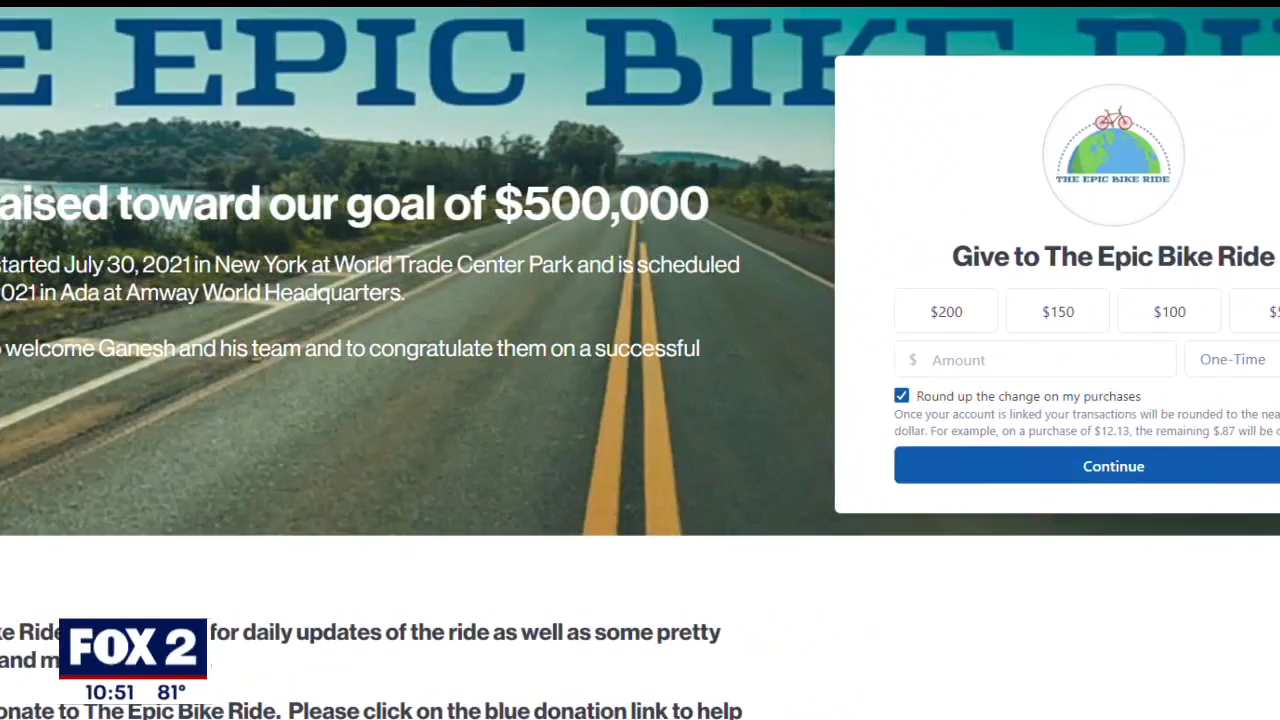 E EPIC BIKE RI
aised toward our goal of $500,000
tarted July 30, 2021 in New York at World Trade Center Park and is scheduled
021 in Ada at Amway World Headquarters.
o welcome Ganesh and his team and to congratulate them on a successful
THE EPIC BIKE RIDE
Give to The Epic Bike Ride
$200
$150
$100
$5
$ Amount
One-Time
Round up the change on my purchases
Once your account is linked your transactions will be rounded to the nea
dollar. For example, on a purchase of $12.13, the remaining $.87 will be
Continue
ke Ride for daily updates of the ride as well as some pretty
and m
onate to The Epic Bike Ride. Please click on the blue donation link to help
FOX 2
10:51 81°